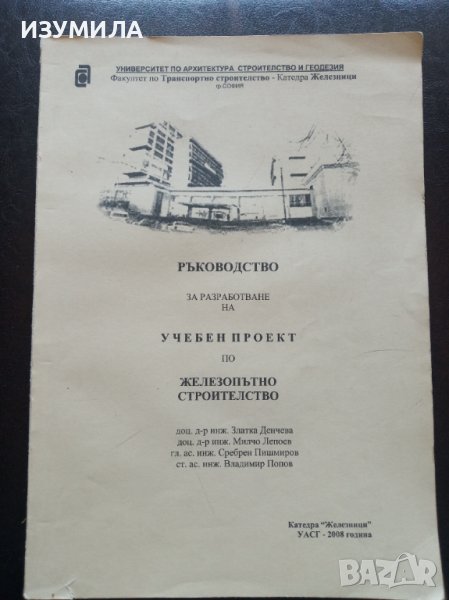 ИЗУМИЛА
УНИВЕРСИТЕТ ПО АРХИТЕКТУРА СТРОИТЕЛСТВО И ГЕОДЕЗИЯ
Факултет по Транспортно строителство - Катедра Железници
гр.СОФИЯ
РЪКОВОДСТВО
ЗА РАЗРАБОТВАНЕ
НА
УЧЕБЕН ПРОЕКТ
ПО
ЖЕЛЕЗОПЪТНО
СТРОИТЕЛСТВО
доц. д-р инж. Златка Денчева
доц. д-р инж. Милчо Лепоев
гл. ас. инж. Сребрен Пишмиров
ст. ас. инж. Владимир Попов
Катедра "Железници"
УАСГ - 2008 година
BAZAR